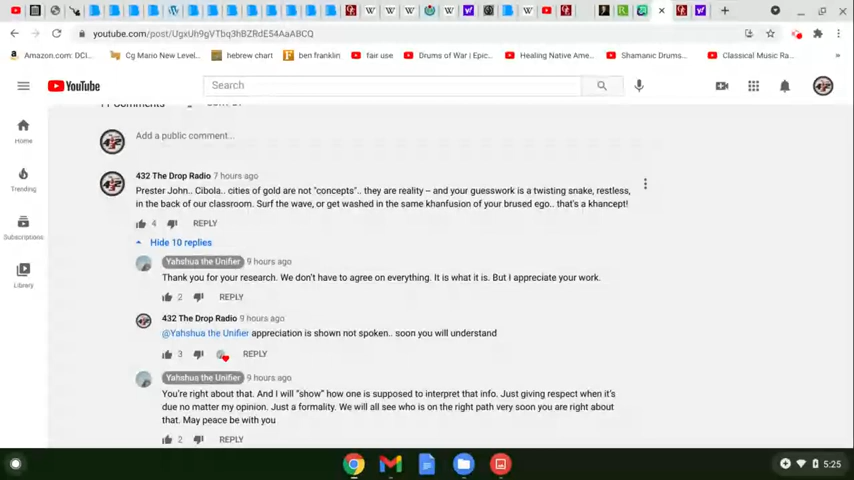 youtube.com/post/UgxUh9gVTbq3hBZRdE54AaABCQ
Amazon.com: DCI...
Cg Mario New Level...
hebrew chart
ben franklin
fair use
Drums of War | Epic...
Healing Native Ame...
Shamanic Drums...
Classical Music Ra...
YouTube
Search
Home
Trending
Subscriptions
Library
11 Comments
Add a public comment...
432 The Drop Radio 7 hours ago
Prester John.. Cibola.. cities of gold are not "concepts".. they are reality – and your guesswork is a twisting snake, restless,
in the back of our classroom. Surf the wave, or get washed in the same khanfusion of your brused ego.. that's a khancept!
4 REPLY
Hide 10 replies
Yahshua the Unifier 9 hours ago
Thank you for your research. We don't have to agree on everything. It is what it is. But I appreciate your work.
2 REPLY
432 The Drop Radio 9 hours ago
@Yahshua the Unifier appreciation is shown not spoken.. soon you will understand
3 REPLY
Yahshua the Unifier 9 hours ago
You're right about that. And I will "show" how one is supposed to interpret that info. Just giving respect when it's
due no matter my opinion. Just a formality. We will all see who is on the right path very soon you are right about
that. May peace be with you
2 REPLY
5:25